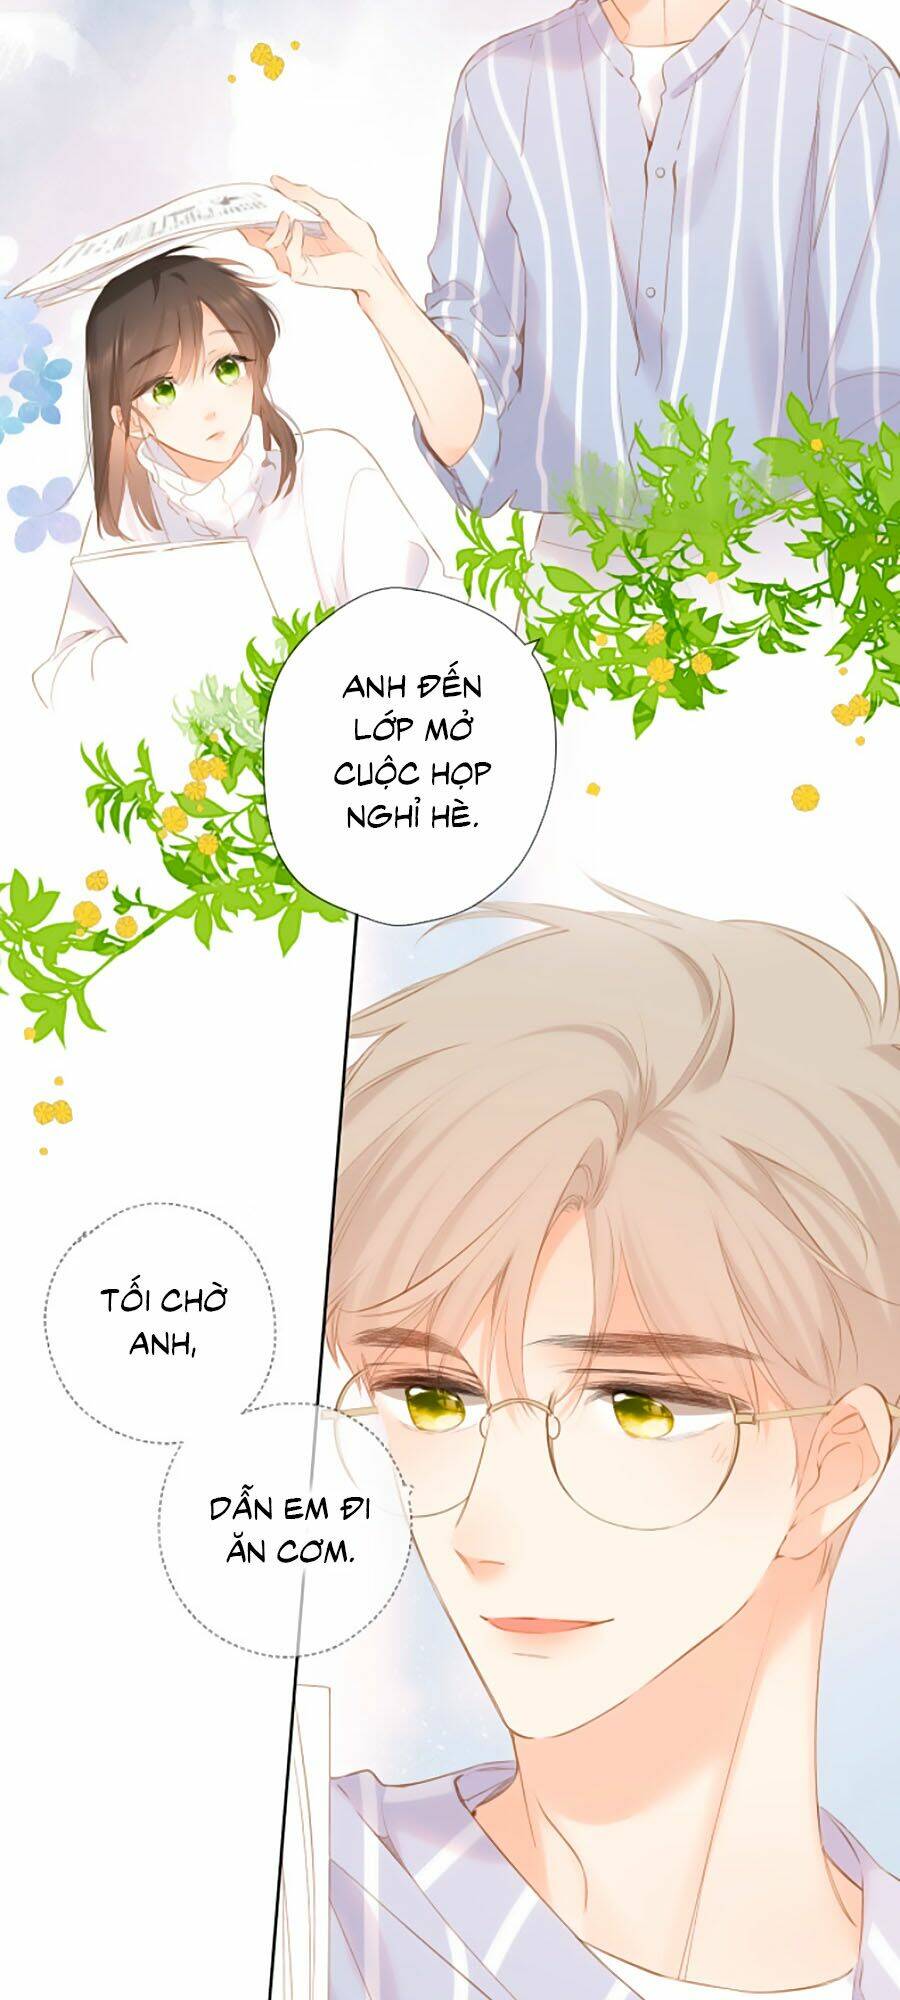 ANH ĐẾN
LỚP MỞ
CUỘC HỌP
NGHỈ HÈ.
TỐI CHỜ
ANH,
DẪN EM ĐI
ĂN CƠM.